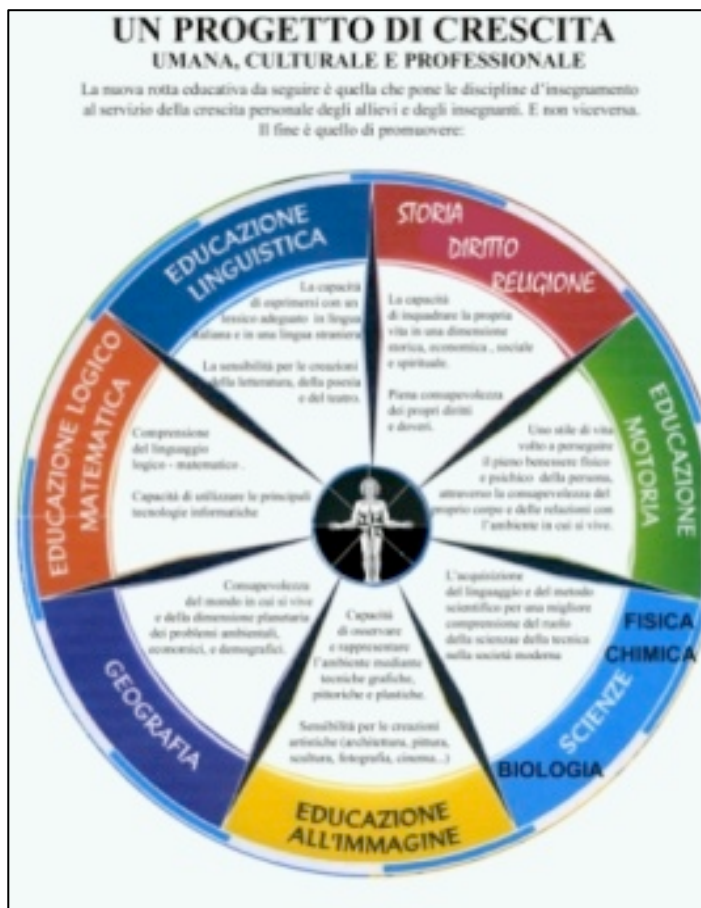 UN PROGETTO DI CRESCITA
UMANA, CULTURALE E PROFESSIONALE
La nuova rotta educativa da seguire è quella che pone le discipline d'insegnamento
al servizio della crescita personale degli allievi e degli insegnanti. E non viceversa.
Il fine è quello di promuovere:
EDUCAZIONE
LINGUISTICA
La capacità
di esprimersi con un
lessico adeguato in lingua
italiana e in una lingua straniera
La sensibilità per le creazioni
della letteratura, della poesia
e del teatro.
STORIA
DIRITTO
RELIGIONE
La capacità
di inquadrare la propria
vita in una dimensione
storica, economica , sociale
e spirituale.
Piena consapevolezza
dei propri diritti
e doveri.
EDUCAZIONE
MOTORIA
Uno stile di vita
volto a perseguire
il pieno benessere fisico
e psichico della persona,
attraverso la consapevolezza del
proprio corpo e delle relazioni con
l'ambiente in cui si vive.
FISICA
CHIMICA
SCIENZE
BIOLOGIA
L'acquisizione
del linguaggio e del metodo
scientifico per una migliore
comprensione del ruolo
della scienza e della tecnica
nella società moderna
EDUCAZIONE
ALL'IMMAGINE
Capacità
di osservare
e rappresentare
l'ambiente mediante
tecniche grafiche,
pittoriche e plastiche.
Sensibilità per le creazioni
artistiche (architettura, pittura,
scultura, fotografia, cinema...)
GEOGRAFIA
Consapevolezza
del mondo in cui si vive
e della dimensione planetaria
dei problemi ambientali,
economici, e demografici.
EDUCAZIONE LOGICO
MATEMATICA
Comprensione
del linguaggio
logico - matematico .
Capacità di utilizzare le principali
tecnologie informatiche